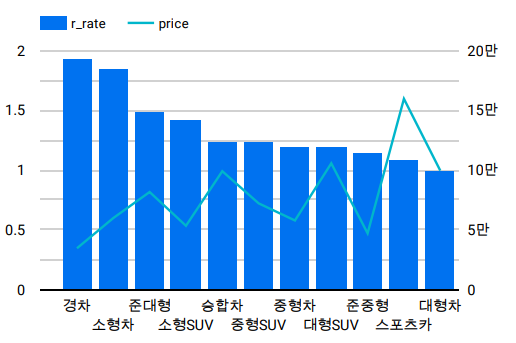 r_rate price
2 20만
1.5 15만
1 10만
0.5 5만
0 0
경차 준대형 승합차 중형차 준중형 대형차
소형차 소형SUV 중형SUV 대형SUV 스포츠카